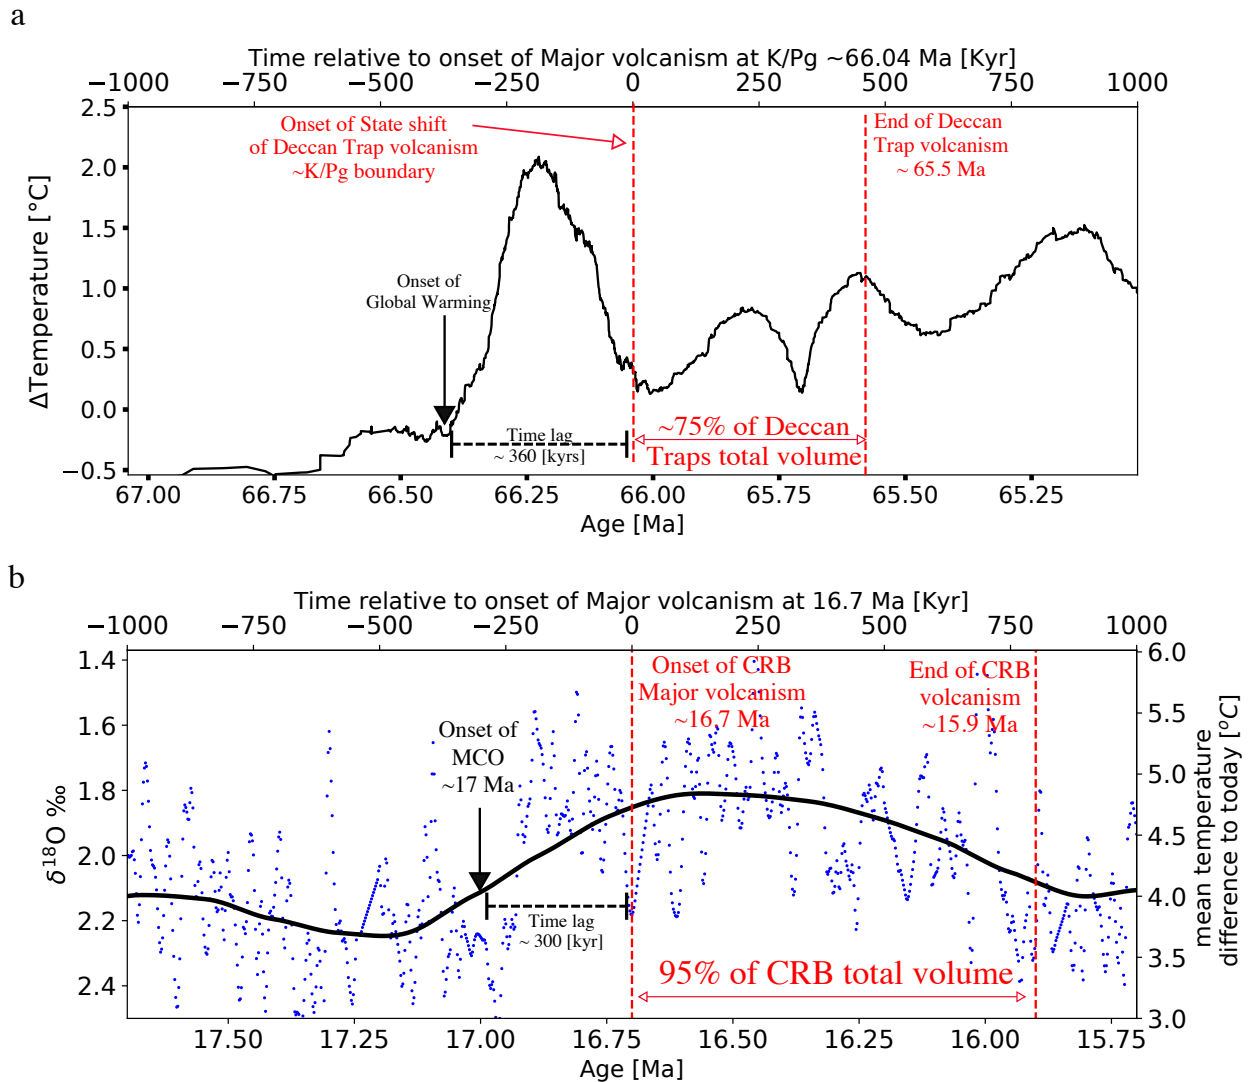 a
Time relative to onset of Major volcanism at K/Pg ~66.04 Ma [Kyr]
−1000 −750 −500 −250 0 250 500 750 1000
2.5
2.0
1.5
1.0
0.5
0.0
−0.5
ΔTemperature [°C]
Onset of State shift
of Deccan Trap volcanism
~K/Pg boundary
End of Deccan
Trap volcanism
~ 65.5 Ma
Onset of
Global Warming
Time lag
~ 360 [kyrs]
~75% of Deccan
Traps total volume
67.00 66.75 66.50 66.25 66.00 65.75 65.50 65.25
Age [Ma]
b
Time relative to onset of Major volcanism at 16.7 Ma [Kyr]
−1000 −750 −500 −250 0 250 500 750 1000
1.4
1.6
1.8
2.0
2.2
2.4
δ¹⁸O ‰
Onset of
MCO
~17 Ma
Onset of CRB
Major volcanism
~16.7 Ma
End of CRB
volcanism
~15.9 Ma
Time lag
~ 300 [kyr]
95% of CRB total volume
6.0
5.5
5.0
4.5
4.0
3.5
3.0
mean temperature
difference to today [°C]
17.50 17.25 17.00 16.75 16.50 16.25 16.00 15.75
Age [Ma]